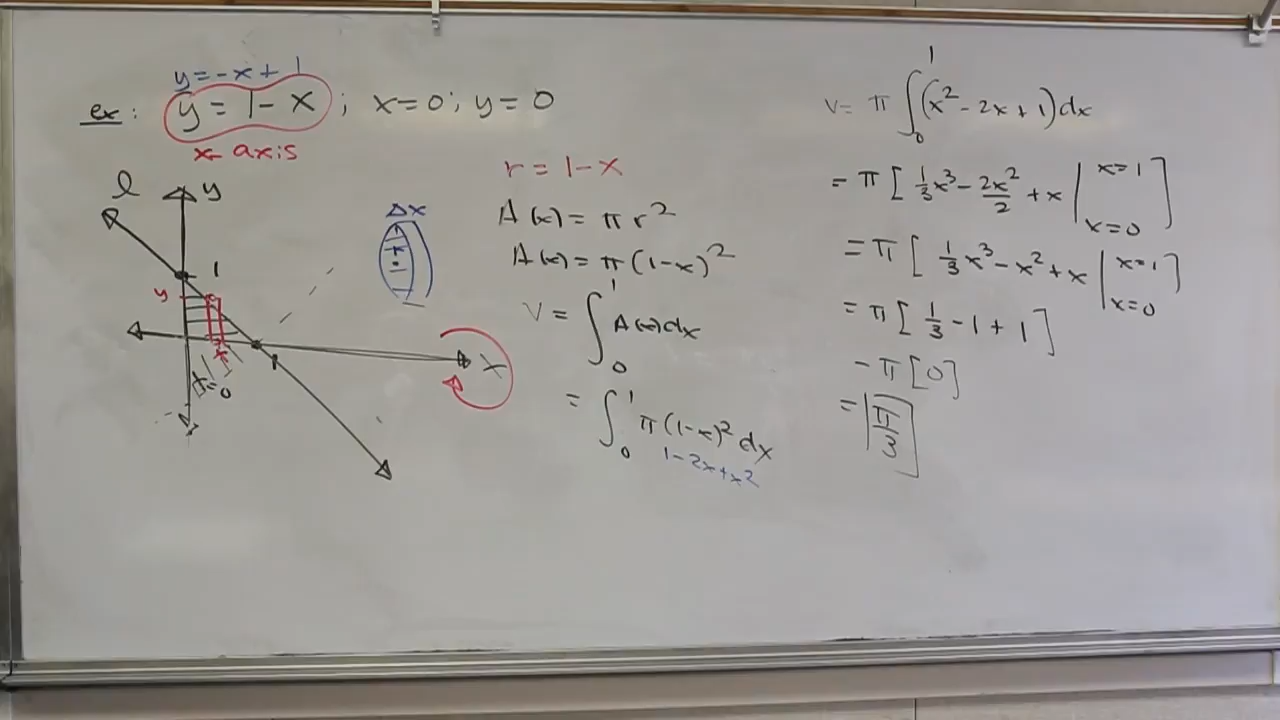 y = -x + 1
ex: y = 1 - x ; x = 0 ; y = 0
x-axis
l
y
1
y
x
x = 0
1
x
Δx
r = 1 - x
A(x) = π r²
A(x) = π(1-x)²
V = ∫₀¹ A(x)dx
= ∫₀¹ π(1-x)² dx
1 - 2x + x²
V = π ∫₀¹ (x² - 2x + 1)dx
= π [ 1/3 x³ - 2x²/2 + x | x=1 x=0 ]
= π [ 1/3 x³ - x² + x | x=1 x=0 ]
= π [ 1/3 - 1 + 1 ]
- π [0]
= π/3